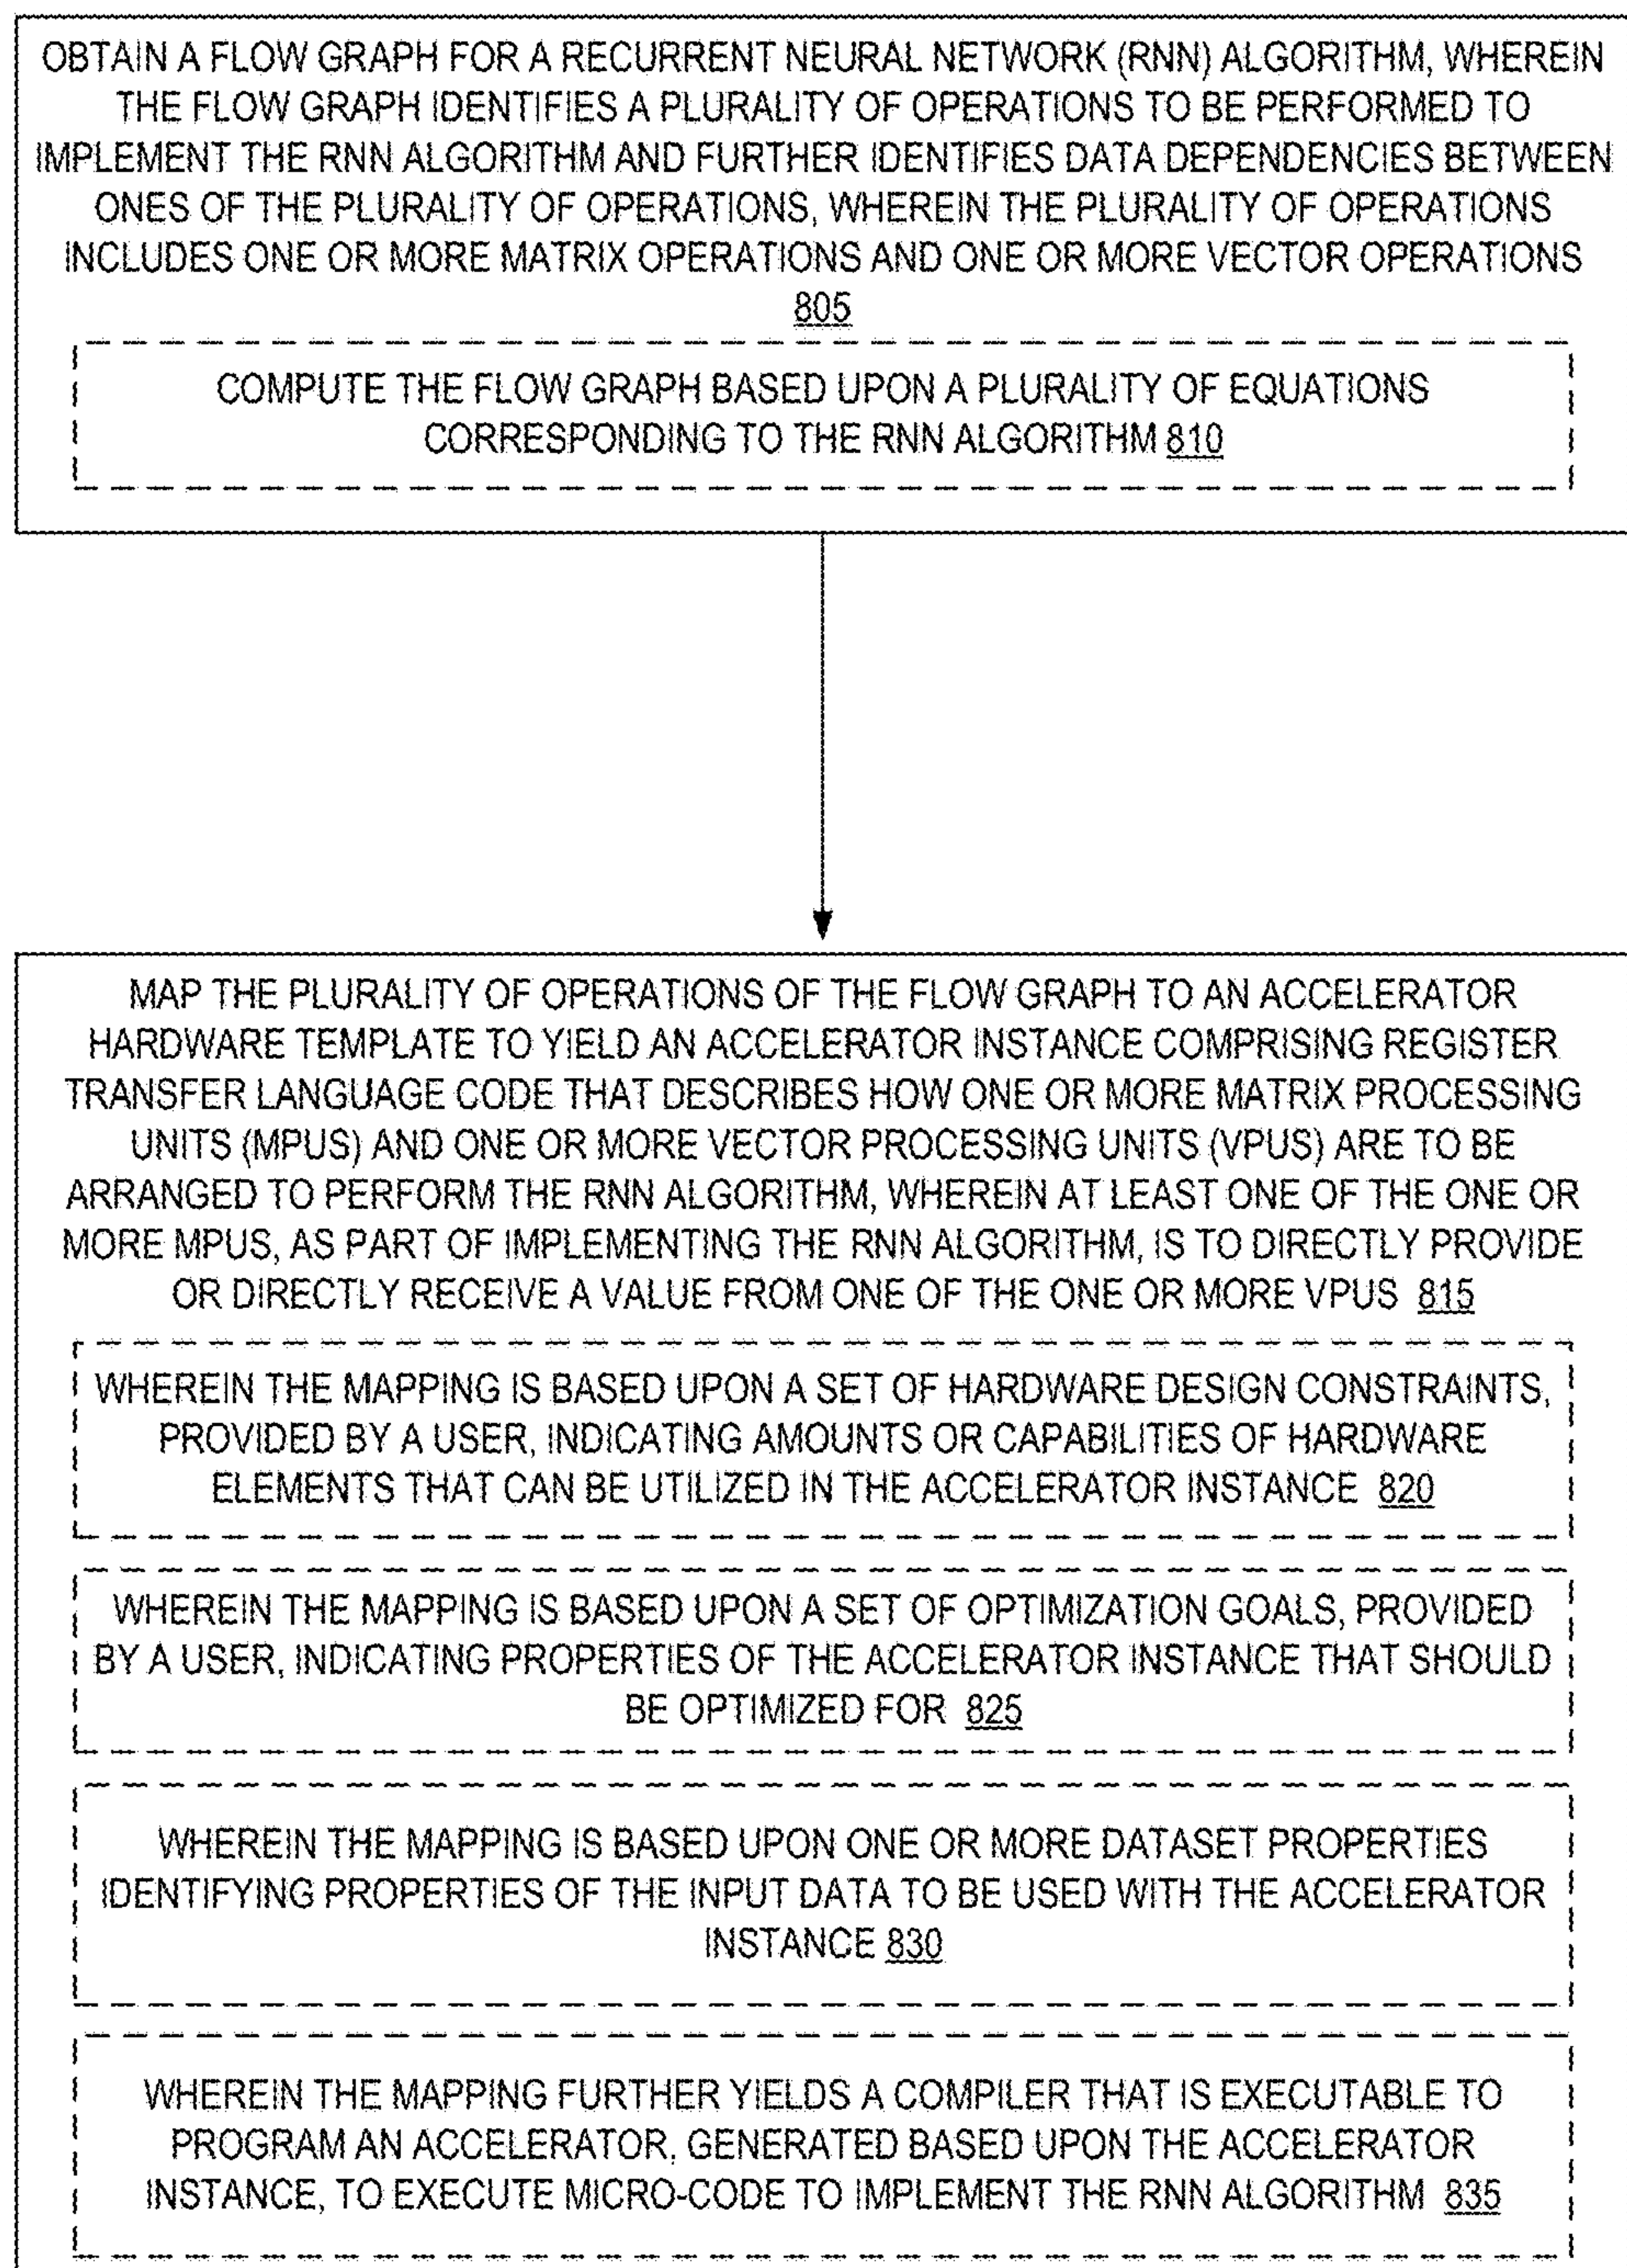 OBTAIN A FLOW GRAPH FOR A RECURRENT NEURAL NETWORK (RNN) ALGORITHM, WHEREIN
THE FLOW GRAPH IDENTIFIES A PLURALITY OF OPERATIONS TO BE PERFORMED TO
IMPLEMENT THE RNN ALGORITHM AND FURTHER IDENTIFIES DATA DEPENDENCIES BETWEEN
ONES OF THE PLURALITY OF OPERATIONS, WHEREIN THE PLURALITY OF OPERATIONS
INCLUDES ONE OR MORE MATRIX OPERATIONS AND ONE OR MORE VECTOR OPERATIONS
805
COMPUTE THE FLOW GRAPH BASED UPON A PLURALITY OF EQUATIONS
CORRESPONDING TO THE RNN ALGORITHM 810
MAP THE PLURALITY OF OPERATIONS OF THE FLOW GRAPH TO AN ACCELERATOR
HARDWARE TEMPLATE TO YIELD AN ACCELERATOR INSTANCE COMPRISING REGISTER
TRANSFER LANGUAGE CODE THAT DESCRIBES HOW ONE OR MORE MATRIX PROCESSING
UNITS (MPUS) AND ONE OR MORE VECTOR PROCESSING UNITS (VPUS) ARE TO BE
ARRANGED TO PERFORM THE RNN ALGORITHM, WHEREIN AT LEAST ONE OF THE ONE OR
MORE MPUS, AS PART OF IMPLEMENTING THE RNN ALGORITHM, IS TO DIRECTLY PROVIDE
OR DIRECTLY RECEIVE A VALUE FROM ONE OF THE ONE OR MORE VPUS 815
WHEREIN THE MAPPING IS BASED UPON A SET OF HARDWARE DESIGN CONSTRAINTS,
PROVIDED BY A USER, INDICATING AMOUNTS OR CAPABILITIES OF HARDWARE
ELEMENTS THAT CAN BE UTILIZED IN THE ACCELERATOR INSTANCE 820
WHEREIN THE MAPPING IS BASED UPON A SET OF OPTIMIZATION GOALS, PROVIDED
BY A USER, INDICATING PROPERTIES OF THE ACCELERATOR INSTANCE THAT SHOULD
BE OPTIMIZED FOR 825
WHEREIN THE MAPPING IS BASED UPON ONE OR MORE DATASET PROPERTIES
IDENTIFYING PROPERTIES OF THE INPUT DATA TO BE USED WITH THE ACCELERATOR
INSTANCE 830
WHEREIN THE MAPPING FURTHER YIELDS A COMPILER THAT IS EXECUTABLE TO
PROGRAM AN ACCELERATOR, GENERATED BASED UPON THE ACCELERATOR
INSTANCE, TO EXECUTE MICRO-CODE TO IMPLEMENT THE RNN ALGORITHM 835